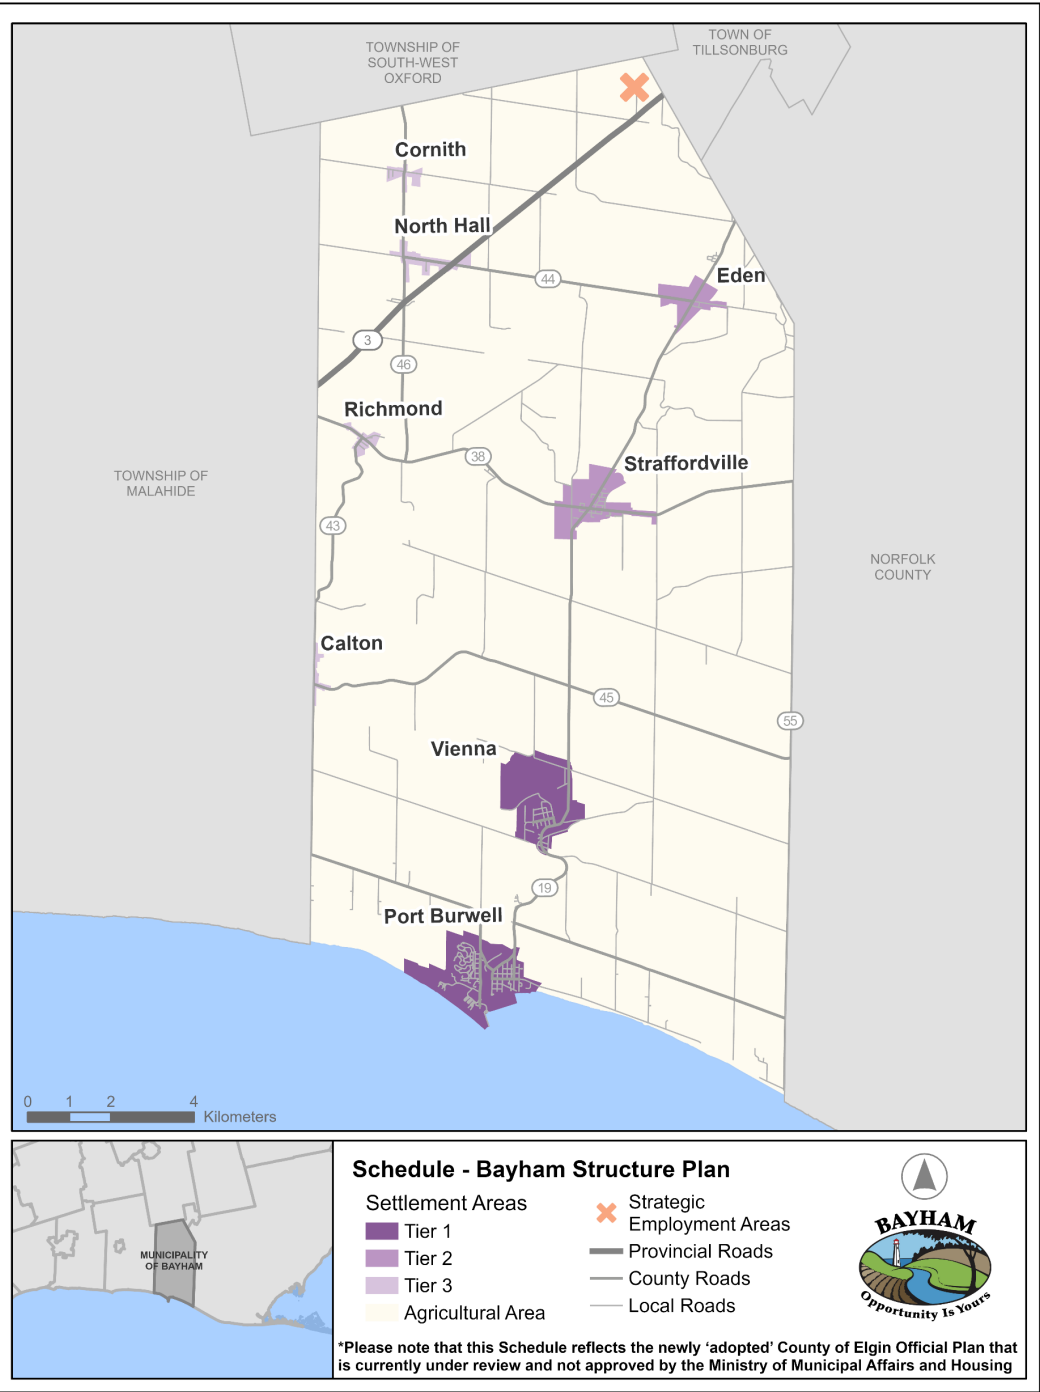 TOWNSHIP OF
SOUTH-WEST
OXFORD
TOWN OF
TILLSONBURG
Cornith
North Hall
44
Eden
3
46
Richmond
38
Straffordville
TOWNSHIP OF
MALAHIDE
43
NORFOLK
COUNTY
Calton
45
55
Vienna
19
Port Burwell
0 1 2 4
Kilometers
MUNICIPALITY
OF BAYHAM
Schedule - Bayham Structure Plan
Settlement Areas
Tier 1
Tier 2
Tier 3
Agricultural Area
Strategic
Employment Areas
Provincial Roads
County Roads
Local Roads
BAYHAM
Opportunity Is Yours
*Please note that this Schedule reflects the newly ‘adopted’ County of Elgin Official Plan that
is currently under review and not approved by the Ministry of Municipal Affairs and Housing